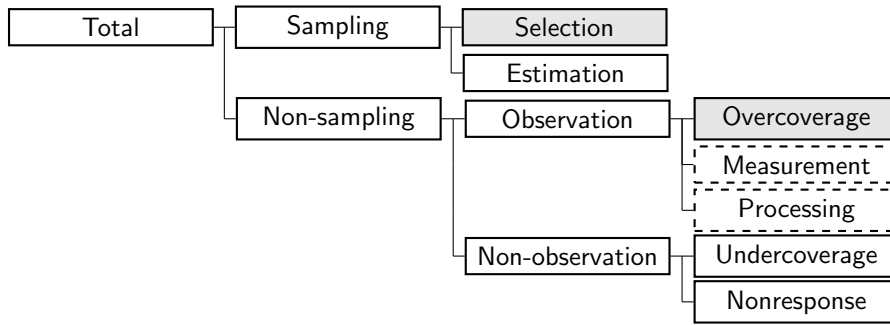 Total
Sampling
Selection
Estimation
Non-sampling
Observation
Overcoverage
Measurement
Processing
Non-observation
Undercoverage
Nonresponse